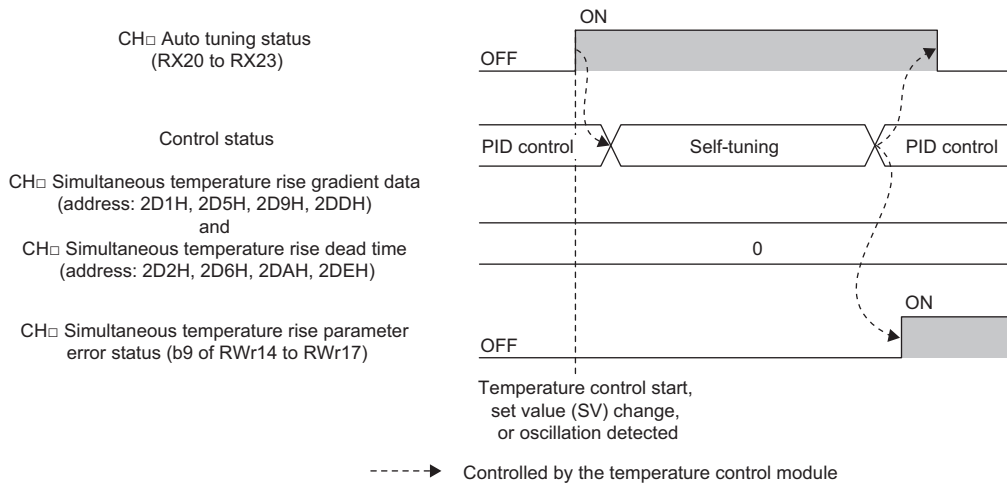 ON
CH□ Auto tuning status
(RX20 to RX23)
OFF
Control status
PID control
Self-tuning
PID control
CH□ Simultaneous temperature rise gradient data
(address: 2D1H, 2D5H, 2D9H, 2DDH)
and
CH□ Simultaneous temperature rise dead time
(address: 2D2H, 2D6H, 2DAH, 2DEH)
0
ON
CH□ Simultaneous temperature rise parameter
error status (b9 of RWr14 to RWr17)
OFF
Temperature control start,
set value (SV) change,
or oscillation detected
Controlled by the temperature control module